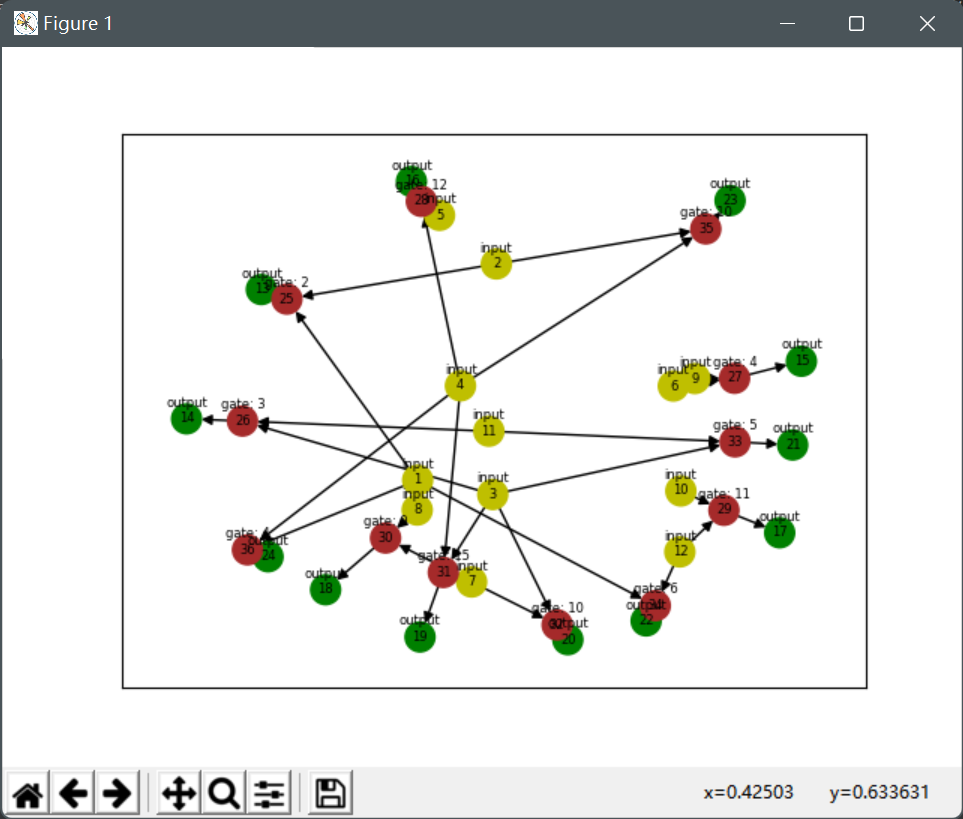 Figure 1
output
16
gate: 12
28
input
5
output
23
gate: 10
35
input
2
output
13
gate: 2
25
output
15
input
6
input
9
gate: 4
27
input
4
output
14
gate: 3
26
input
11
gate: 5
33
output
21
input
1
input
3
input
8
input
10
gate: 11
29
output
17
gate:
30
gate:
36
output
24
input
12
gate: 15
31
input
7
output
18
gate: 6
output
22
gate: 10
output
20
output
19
x=0.42503 y=0.633631